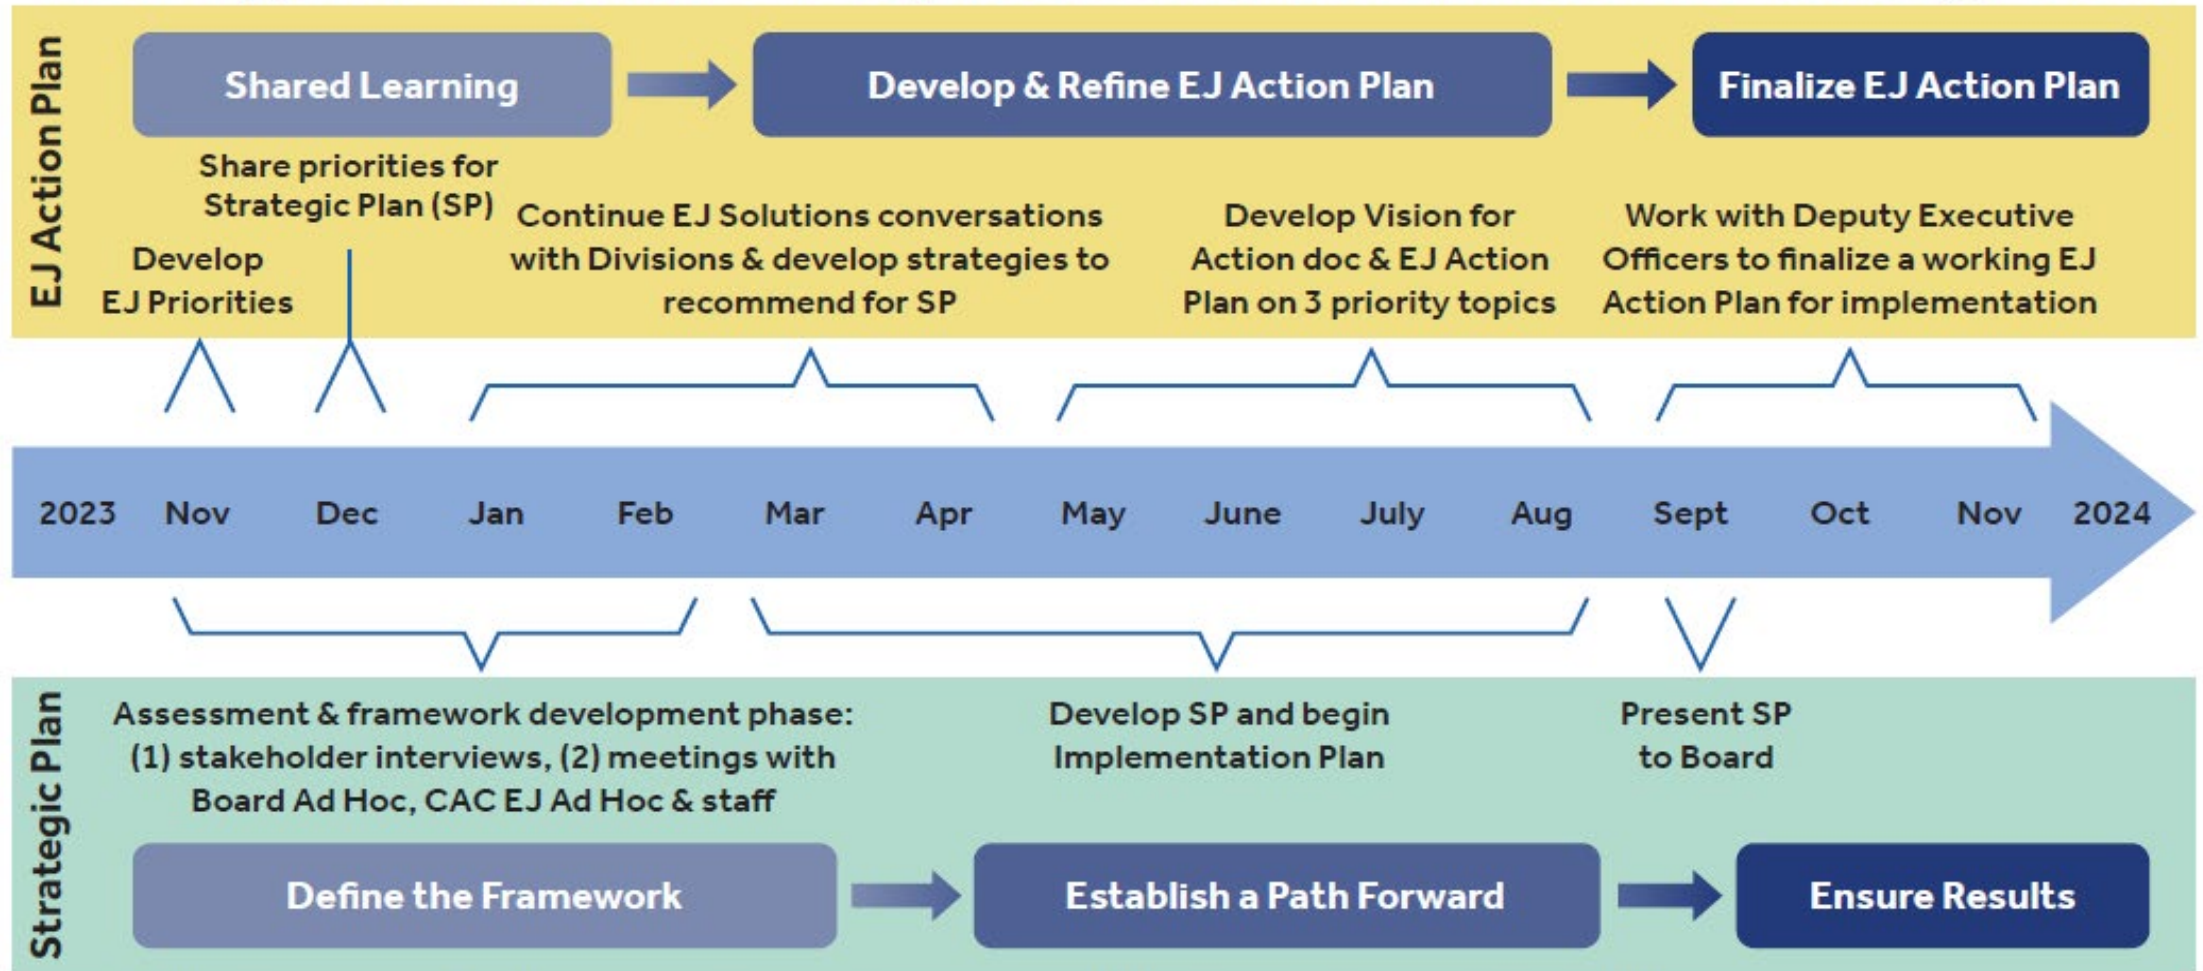 EJ Action Plan
Shared Learning
Develop & Refine EJ Action Plan
Finalize EJ Action Plan
Share priorities for
Strategic Plan (SP)
Develop
EJ Priorities
Continue EJ Solutions conversations
with Divisions & develop strategies to
recommend for SP
Develop Vision for
Action doc & EJ Action
Plan on 3 priority topics
Work with Deputy Executive
Officers to finalize a working EJ
Action Plan for implementation
2023 Nov Dec Jan Feb Mar Apr May June July Aug Sept Oct Nov 2024
Strategic Plan
Assessment & framework development phase:
(1) stakeholder interviews, (2) meetings with
Board Ad Hoc, CAC EJ Ad Hoc & staff
Develop SP and begin
Implementation Plan
Present SP
to Board
Define the Framework
Establish a Path Forward
Ensure Results